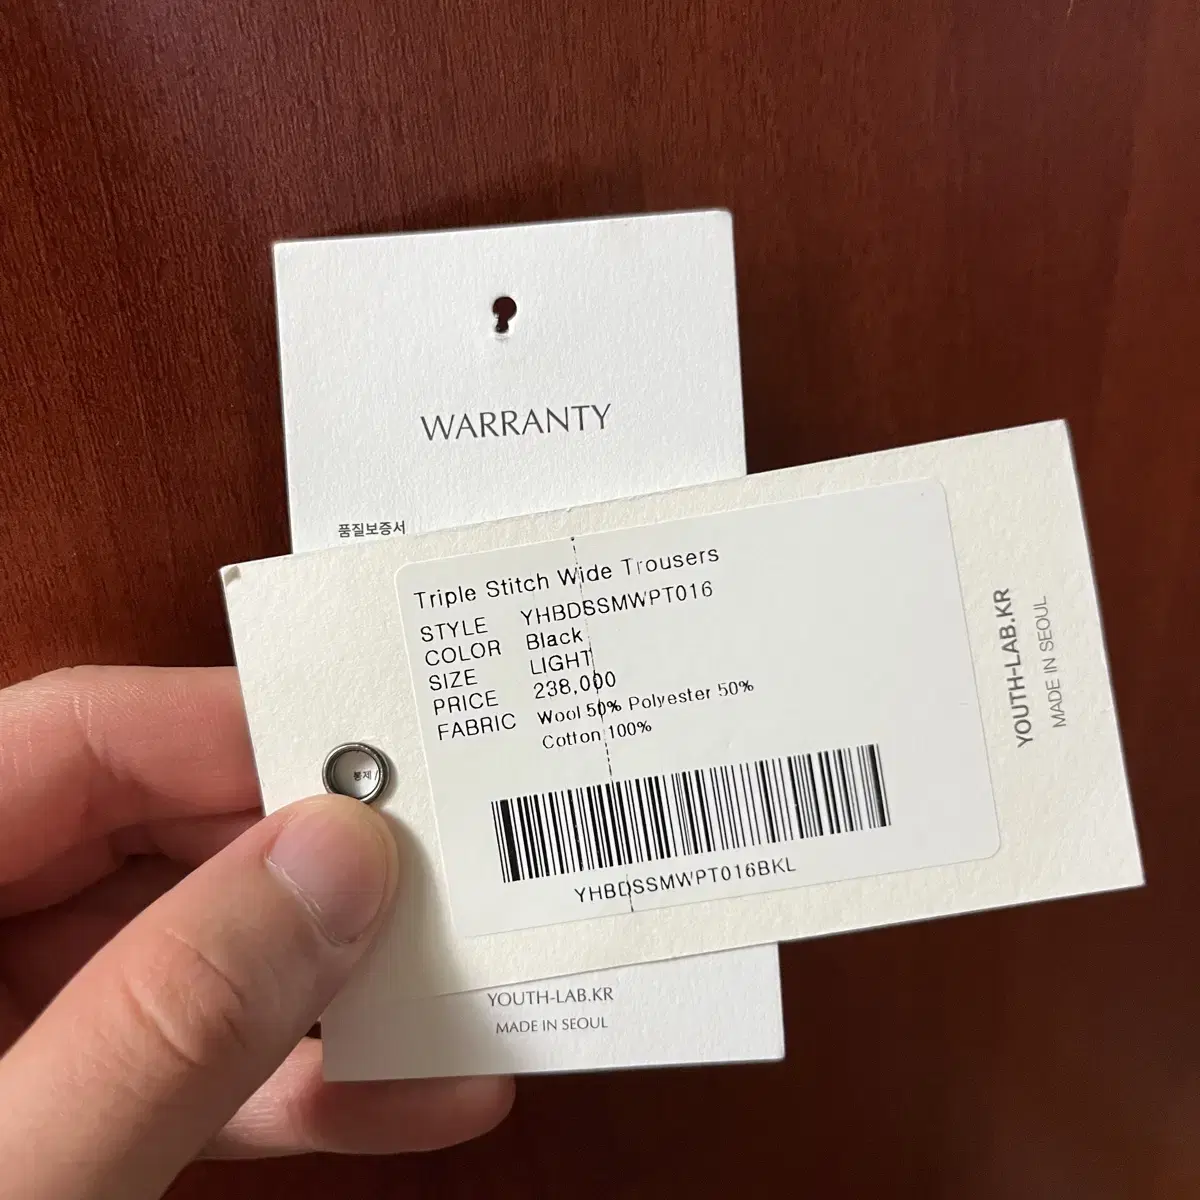 WARRANTY
품질보증서
Triple Stitch Wide Trousers
STYLE YHBDSSMWPT016
COLOR Black
SIZE LIGHT
PRICE 238,000
FABRIC Wool 50% Polyester 50%
Cotton 100%
YHBDSSMWPT016BKL
YOUTH-LAB.KR
MADE IN SEOUL
봉제 /
YOUTH-LAB.KR
MADE IN SEOUL